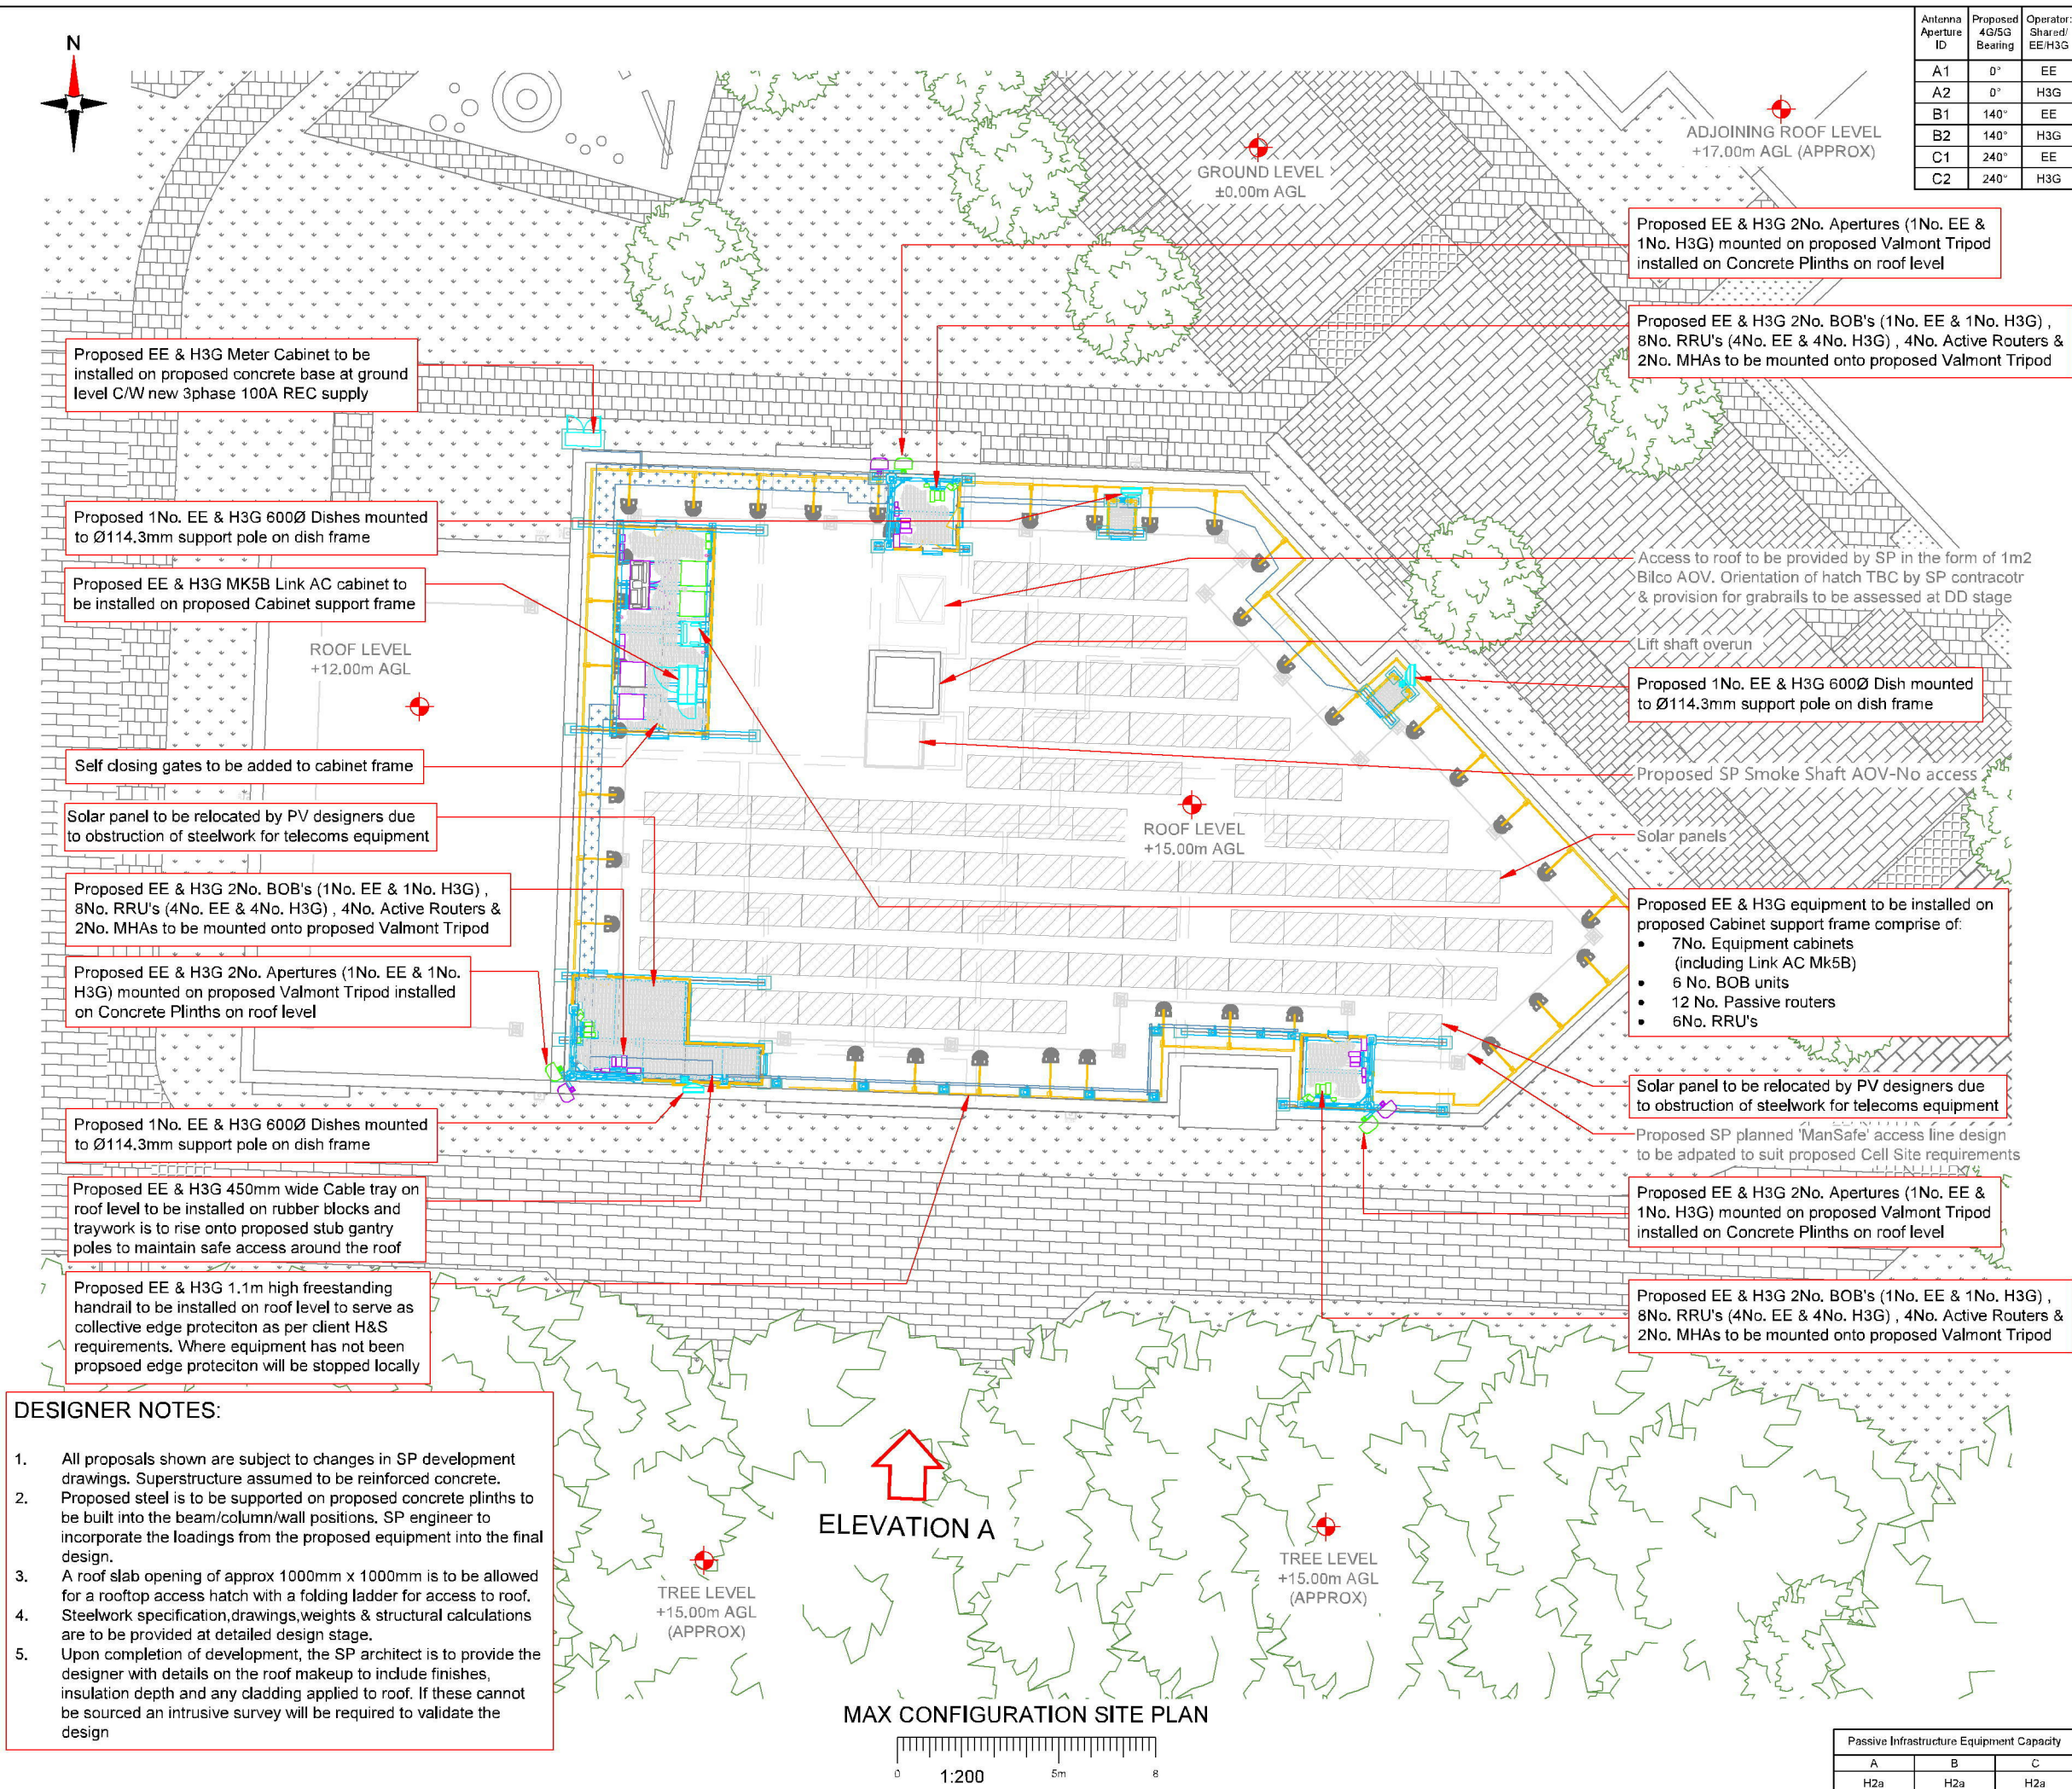 N
Antenna Aperture ID
Proposed 4G/5G Bearing
Operator: Shared/ EE/H3G
A1 0° EE
A2 0° H3G
B1 140° EE
B2 140° H3G
C1 240° EE
C2 240° H3G
ADJOINING ROOF LEVEL
+17.00m AGL (APPROX)
GROUND LEVEL
±0.00m AGL
Proposed EE & H3G 2No. Apertures (1No. EE &
1No. H3G) mounted on proposed Valmont Tripod
installed on Concrete Plinths on roof level
Proposed EE & H3G 2No. BOB's (1No. EE & 1No. H3G) ,
8No. RRU's (4No. EE & 4No. H3G) , 4No. Active Routers &
2No. MHAs to be mounted onto proposed Valmont Tripod
Proposed EE & H3G Meter Cabinet to be
installed on proposed concrete base at ground
level C/W new 3phase 100A REC supply
Proposed 1No. EE & H3G 600Ø Dishes mounted
to Ø114.3mm support pole on dish frame
Proposed EE & H3G MK5B Link AC cabinet to
be installed on proposed Cabinet support frame
ROOF LEVEL
+12.00m AGL
Self closing gates to be added to cabinet frame
Solar panel to be relocated by PV designers due
to obstruction of steelwork for telecoms equipment
Proposed EE & H3G 2No. BOB's (1No. EE & 1No. H3G) ,
8No. RRU's (4No. EE & 4No. H3G) , 4No. Active Routers &
2No. MHAs to be mounted onto proposed Valmont Tripod
Proposed EE & H3G 2No. Apertures (1No. EE & 1No.
H3G) mounted on proposed Valmont Tripod installed
on Concrete Plinths on roof level
Proposed 1No. EE & H3G 600Ø Dishes mounted
to Ø114.3mm support pole on dish frame
Proposed EE & H3G 450mm wide Cable tray on
roof level to be installed on rubber blocks and
traywork is to rise onto proposed stub gantry
poles to maintain safe access around the roof
Proposed EE & H3G 1.1m high freestanding
handrail to be installed on roof level to serve as
collective edge proteciton as per client H&S
requirements. Where equipment has not been
propsoed edge proteciton will be stopped locally
Access to roof to be provided by SP in the form of 1m2
Bilco AOV. Orientation of hatch TBC by SP contracotr
& provision for grabrails to be assessed at DD stage
Lift shaft overun
Proposed 1No. EE & H3G 600Ø Dish mounted
to Ø114.3mm support pole on dish frame
Proposed SP Smoke Shaft AOV-No access
ROOF LEVEL
+15.00m AGL
Solar panels
Proposed EE & H3G equipment to be installed on
proposed Cabinet support frame comprise of:
• 7No. Equipment cabinets
(including Link AC Mk5B)
• 6 No. BOB units
• 12 No. Passive routers
• 6No. RRU's
Solar panel to be relocated by PV designers due
to obstruction of steelwork for telecoms equipment
Proposed SP planned 'ManSafe' access line design
to be adpated to suit proposed Cell Site requirements
Proposed EE & H3G 2No. Apertures (1No. EE &
1No. H3G) mounted on proposed Valmont Tripod
installed on Concrete Plinths on roof level
Proposed EE & H3G 2No. BOB's (1No. EE & 1No. H3G) ,
8No. RRU's (4No. EE & 4No. H3G) , 4No. Active Routers &
2No. MHAs to be mounted onto proposed Valmont Tripod
DESIGNER NOTES:
1. All proposals shown are subject to changes in SP development
drawings. Superstructure assumed to be reinforced concrete.
2. Proposed steel is to be supported on proposed concrete plinths to
be built into the beam/column/wall positions. SP engineer to
incorporate the loadings from the proposed equipment into the final
design.
3. A roof slab opening of approx 1000mm x 1000mm is to be allowed
for a rooftop access hatch with a folding ladder for access to roof.
4. Steelwork specification,drawings,weights & structural calculations
are to be provided at detailed design stage.
5. Upon completion of development, the SP architect is to provide the
designer with details on the roof makeup to include finishes,
insulation depth and any cladding applied to roof. If these cannot
be sourced an intrusive survey will be required to validate the
design
ELEVATION A
TREE LEVEL
+15.00m AGL
(APPROX)
TREE LEVEL
+15.00m AGL
(APPROX)
MAX CONFIGURATION SITE PLAN
0 1:200 5m 8
Passive Infrastructure Equipment Capacity
A B C
H2a H2a H2a